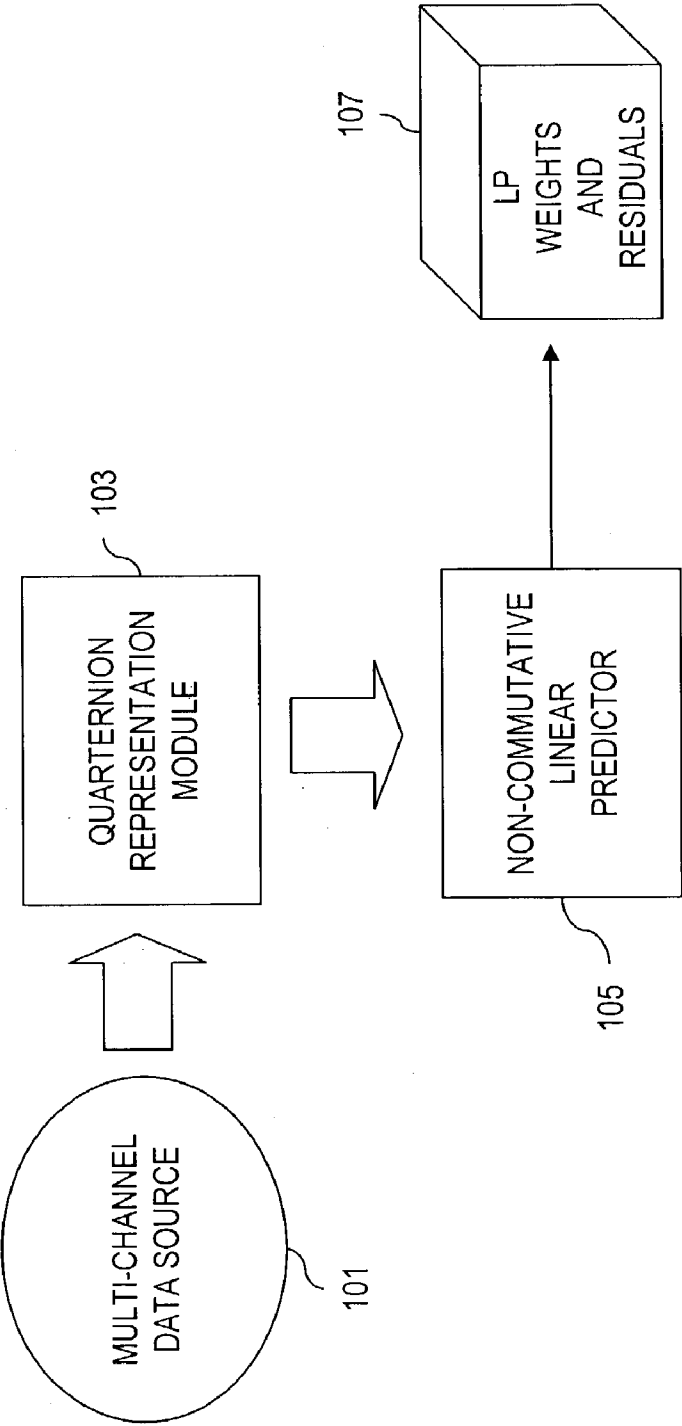 MULTI-CHANNEL
DATA SOURCE
101
QUARTERNION
REPRESENTATION
MODULE
103
NON-COMMUTATIVE
LINEAR
PREDICTOR
105
LP
WEIGHTS
AND
RESIDUALS
107